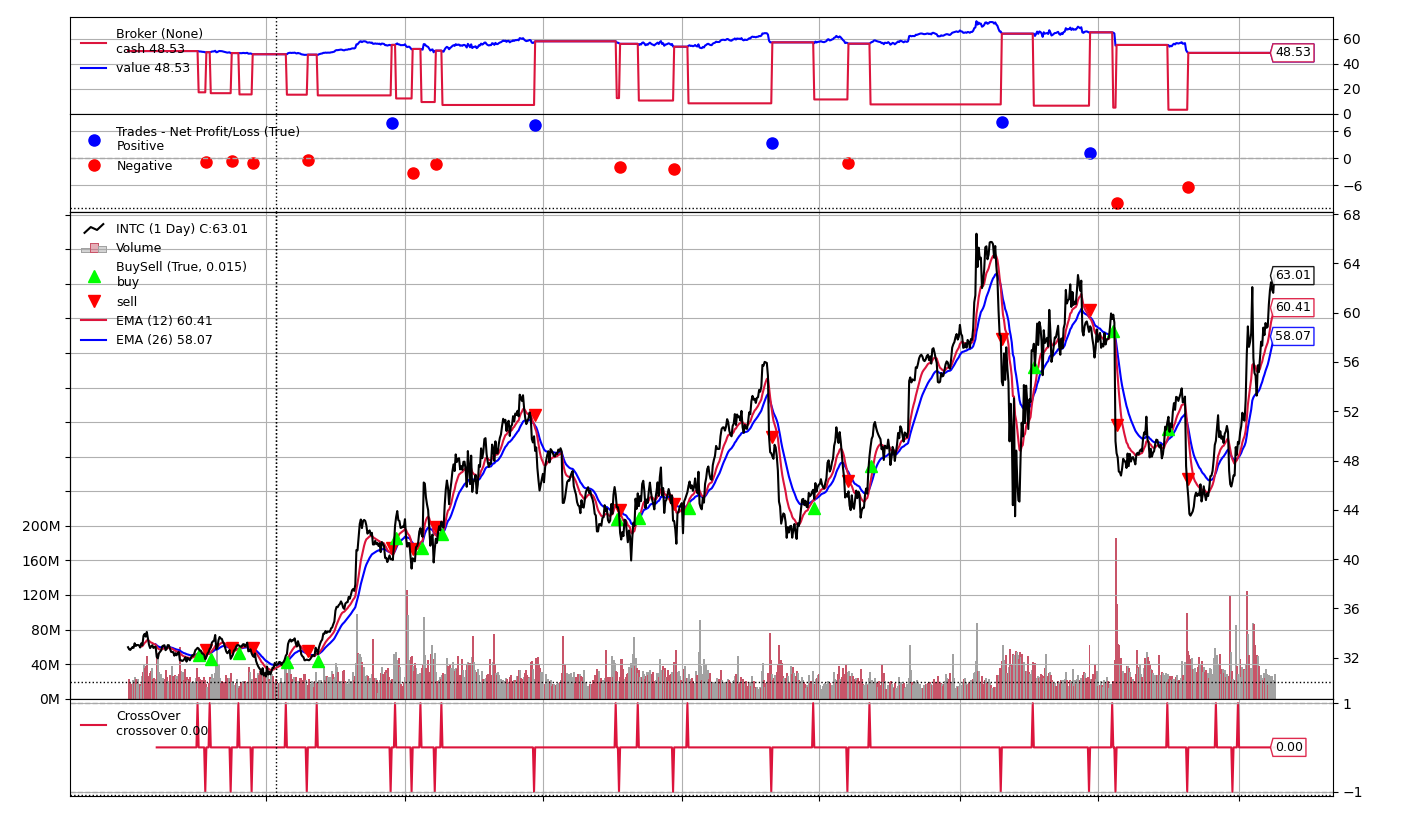 Broker (None)
cash 48.53
value 48.53
60
48.53
40
20
0
Trades - Net Profit/Loss (True)
Positive
Negative
6
0
−6
INTC (1 Day) C:63.01
Volume
BuySell (True, 0.015)
buy
sell
EMA (12) 60.41
EMA (26) 58.07
68
64
63.01
60.41
60
58.07
56
52
48
44
40
36
32
200M
160M
120M
80M
40M
0M
CrossOver
crossover 0.00
1
0.00
−1